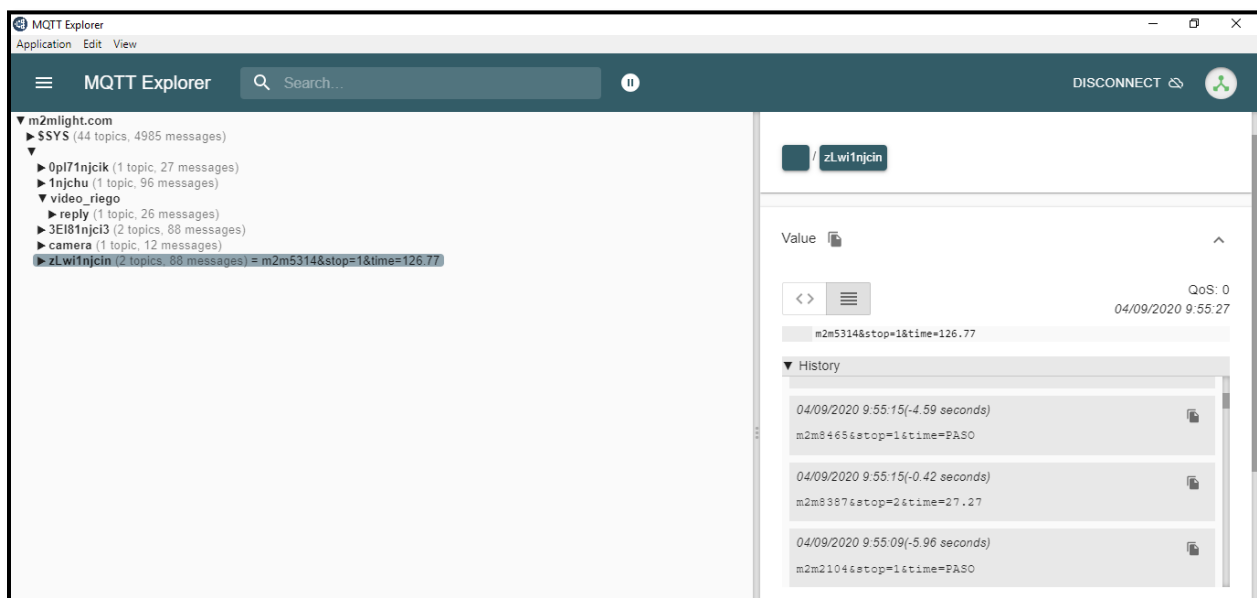 MQTT Explorer
Application Edit View
MQTT Explorer
Search...
DISCONNECT
▼ m2mlight.com
▶ $SYS (44 topics, 4985 messages)
▼
▶ 0pl71njcik (1 topic, 27 messages)
▶ 1njchu (1 topic, 96 messages)
▼ video_riego
▶ reply (1 topic, 26 messages)
▶ 3El81njci3 (2 topics, 88 messages)
▶ camera (1 topic, 12 messages)
▶ zLwi1njcin (2 topics, 88 messages) = m2m5314&stop=1&time=126.77
/ zLwi1njcin
Value
QoS: 0
04/09/2020 9:55:27
m2m5314&stop=1&time=126.77
▼ History
04/09/2020 9:55:15(-4.59 seconds)
m2m8465&stop=1&time=PASO
04/09/2020 9:55:15(-0.42 seconds)
m2m8387&stop=2&time=27.27
04/09/2020 9:55:09(-5.96 seconds)
m2m2104&stop=1&time=PASO